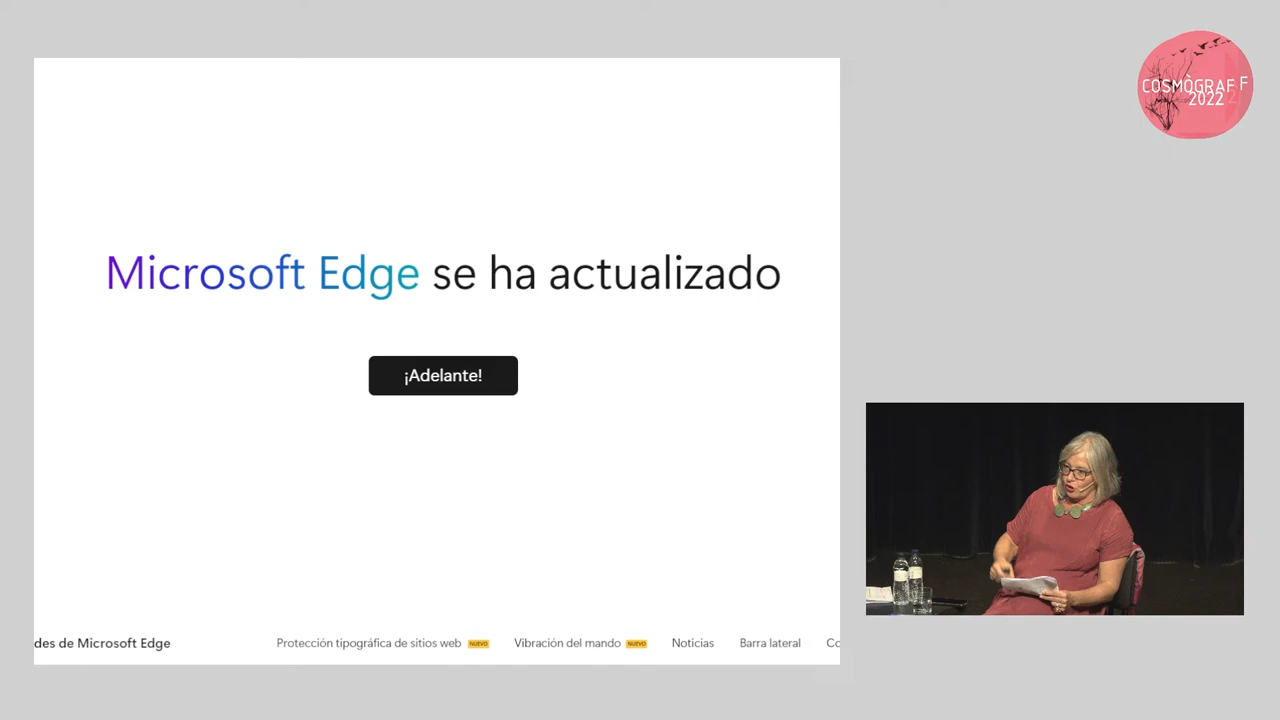 COSMÒGRAF F
2022
Microsoft Edge se ha actualizado
¡Adelante!
des de Microsoft Edge
Protección tipográfica de sitios web NUEVO
Vibración del mando NUEVO
Noticias
Barra lateral
Co